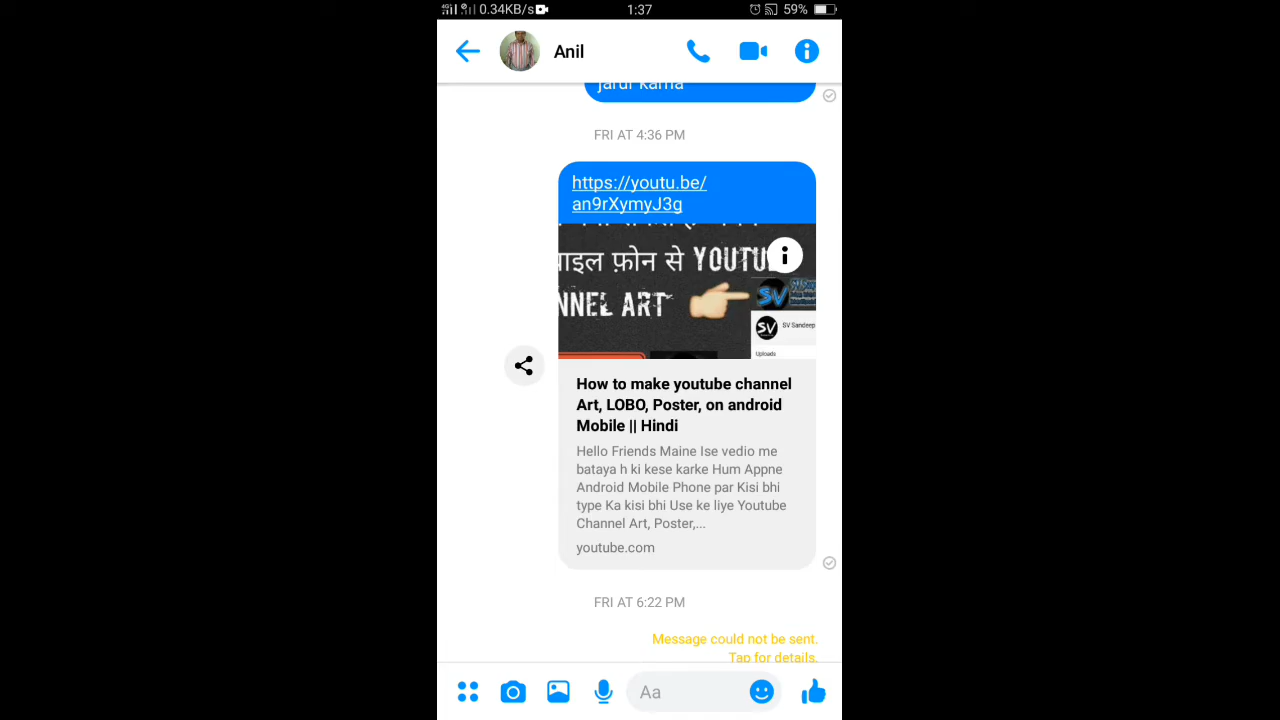 0.34KB/s 1:37 59%
Anil
jarur karna
FRI AT 4:36 PM
https://youtu.be/
an9rXymyJ3g
फ़ोन से YOUTU
NNEL ART
SV
SV SV Sandeep
Uploads
How to make youtube channel
Art, LOBO, Poster, on android
Mobile || Hindi
Hello Friends Maine Ise vedio me
bataya h ki kese karke Hum Appne
Android Mobile Phone par Kisi bhi
type Ka kisi bhi Use ke liye Youtube
Channel Art, Poster,...
youtube.com
FRI AT 6:22 PM
Message could not be sent.
Tap for details.
Aa